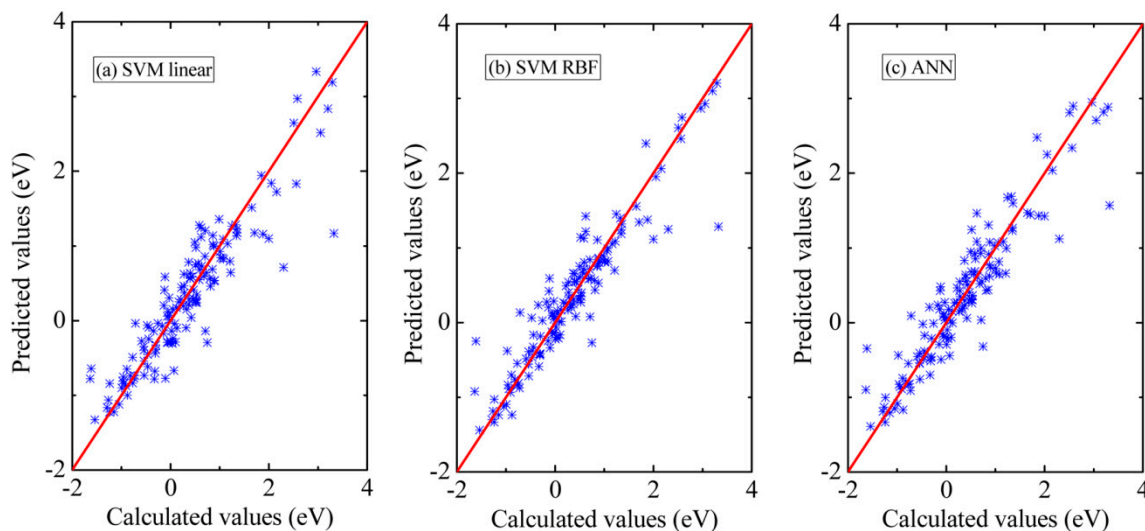 4
2
0
-2
-2
0
2
4
Predicted values (eV)
Calculated values (eV)
(a) SVM linear
4
2
0
-2
-2
0
2
4
Predicted values (eV)
Calculated values (eV)
(b) SVM RBF
4
2
0
-2
-2
0
2
4
Predicted values (eV)
Calculated values (eV)
(c) ANN